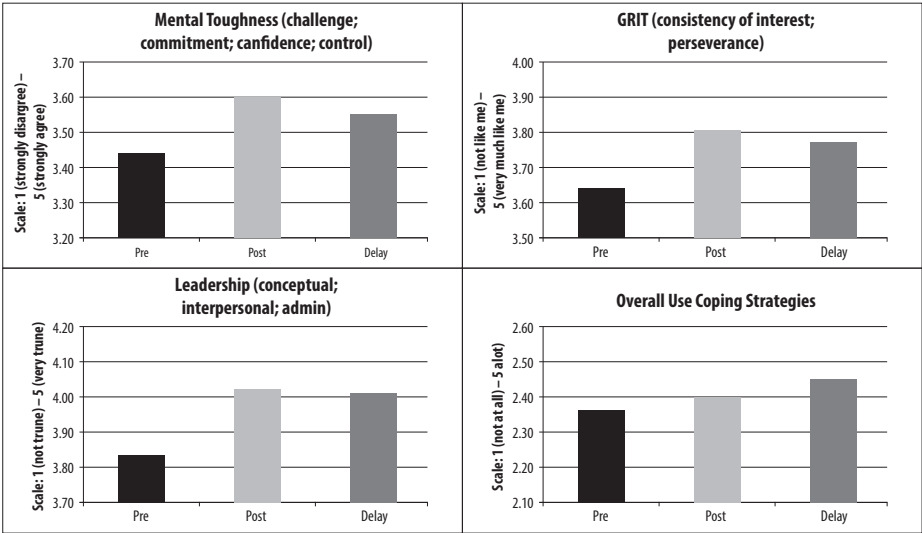 Mental Toughness (challenge;
commitment; canfidence; control)
Scale: 1 (strongly disargree) –
5 (strongly agree)
3.70
3.60
3.50
3.40
3.30
3.20
Pre
Post
Delay
GRIT (consistency of interest;
perseverance)
Scale: 1 (not like me) –
5 (very much like me)
4.00
3.90
3.80
3.70
3.60
3.50
Pre
Post
Delay
Leadership (conceptual;
interpersonal; admin)
Scale: 1 (not trune) – 5 (very trune)
4.20
4.10
4.00
3.90
3.80
3.70
Pre
Post
Delay
Overall Use Coping Strategies
Scale: 1 (not at all) – 5 alot)
2.60
2.50
2.40
2.30
2.20
2.10
Pre
Post
Delay